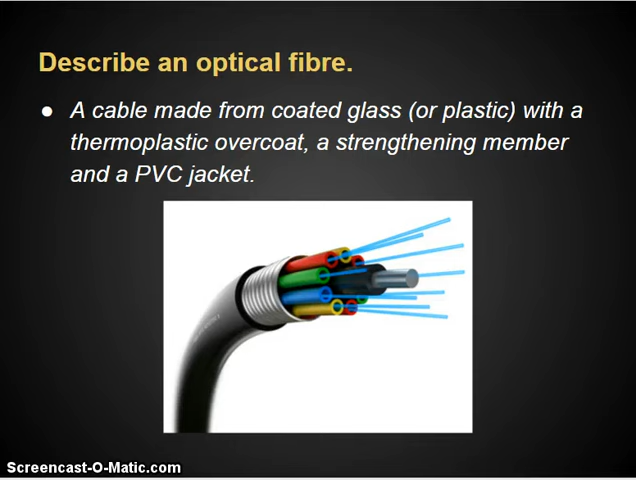 Describe an optical fibre.
● A cable made from coated glass (or plastic) with a
thermoplastic overcoat, a strengthening member
and a PVC jacket.
Screencast-O-Matic.com